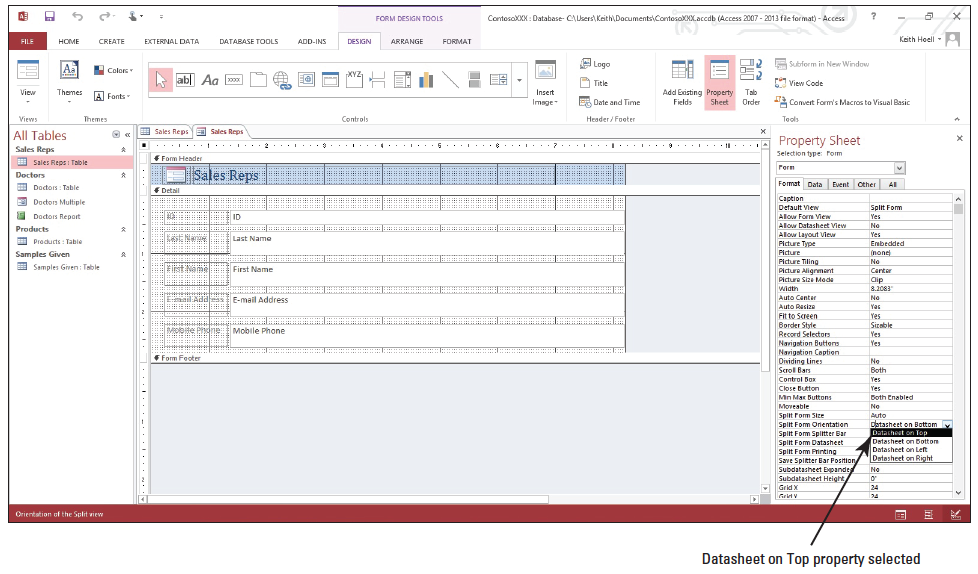 FORM DESIGN TOOLS
ContosoXXX : Database- C:\Users\Keith\Documents\ContosoXXX.accdb (Access 2007 - 2013 file format) - Access
?
FILE HOME CREATE EXTERNAL DATA DATABASE TOOLS ADD-INS DESIGN ARRANGE FORMAT
Keith Hoell
View
Views
Aa
Themes
Colors
A Fonts
Themes
ab|
Aa
xxxx
XYZ
Controls
Insert
Image
Logo
Title
Date and Time
Header / Footer
Add Existing
Fields
Property
Sheet
Tab
Order
Subform in New Window
View Code
Convert Form's Macros to Visual Basic
Tools
All Tables
Sales Reps
Sales Reps : Table
Doctors
Doctors : Table
Doctors Multiple
Doctors Report
Products
Products : Table
Samples Given
Samples Given : Table
Sales Reps Sales Reps
Form Header
Sales Reps
Detail
ID ID
Last Name Last Name
First Name First Name
E-mail Address E-mail Address
Mobile Phone Mobile Phone
Form Footer
Property Sheet
Selection type: Form
Form
Format Data Event Other All
Caption
Default View Split Form
Allow Form View Yes
Allow Datasheet View No
Allow Layout View Yes
Picture Type Embedded
Picture (none)
Picture Tiling No
Picture Alignment Center
Picture Size Mode Clip
Width 8.2083"
Auto Center No
Auto Resize Yes
Fit to Screen Yes
Border Style Sizable
Record Selectors Yes
Navigation Buttons Yes
Navigation Caption
Dividing Lines No
Scroll Bars Both
Control Box Yes
Close Button Yes
Min Max Buttons Both Enabled
Moveable No
Split Form Size Auto
Split Form Orientation Datasheet on Bottom
Split Form Splitter Bar Datasheet on Top
Split Form Datasheet Datasheet on Bottom
Split Form Printing Datasheet on Left
Save Splitter Bar Position Datasheet on Right
Subdatasheet Expanded No
Subdatasheet Height 0"
Grid X 24
Grid Y 24
Orientation of the Split view
Datasheet on Top property selected